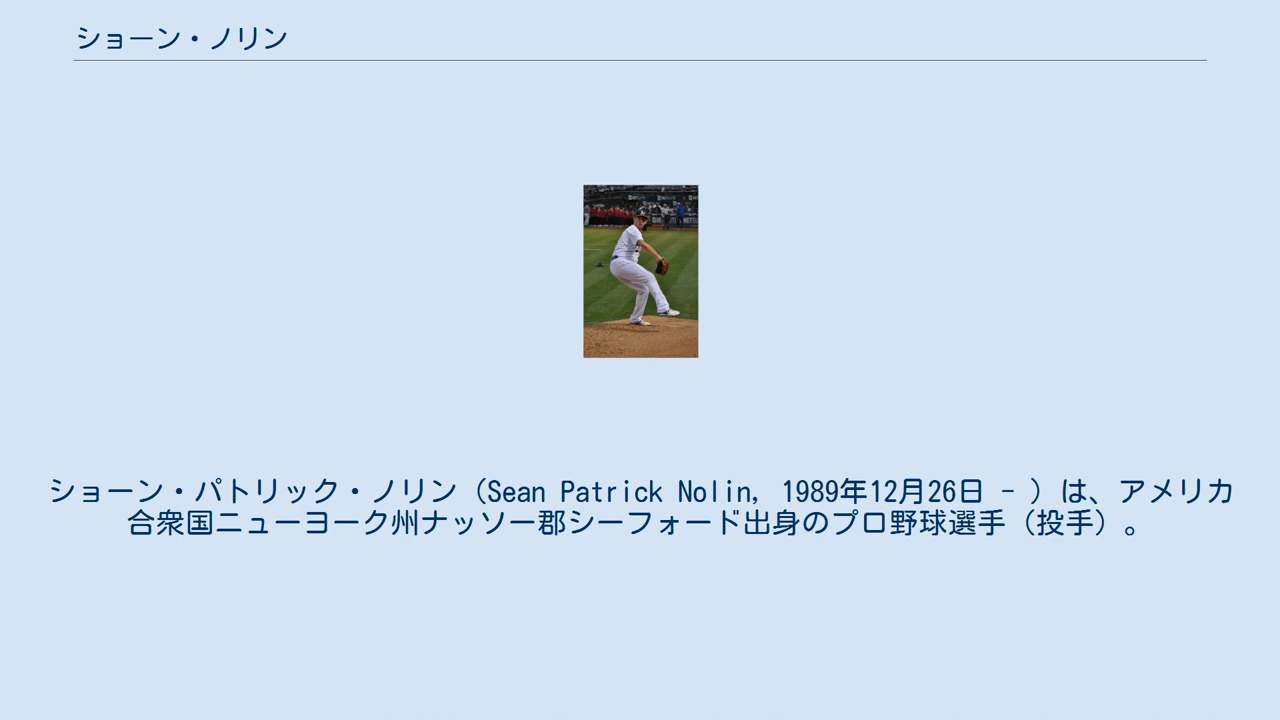 ショーン・ノリン
ショーン・パトリック・ノリン（Sean Patrick Nolin, 1989年12月26日 - ）は、アメリカ
合衆国ニューヨーク州ナッソー郡シーフォード出身のプロ野球選手（投手）。